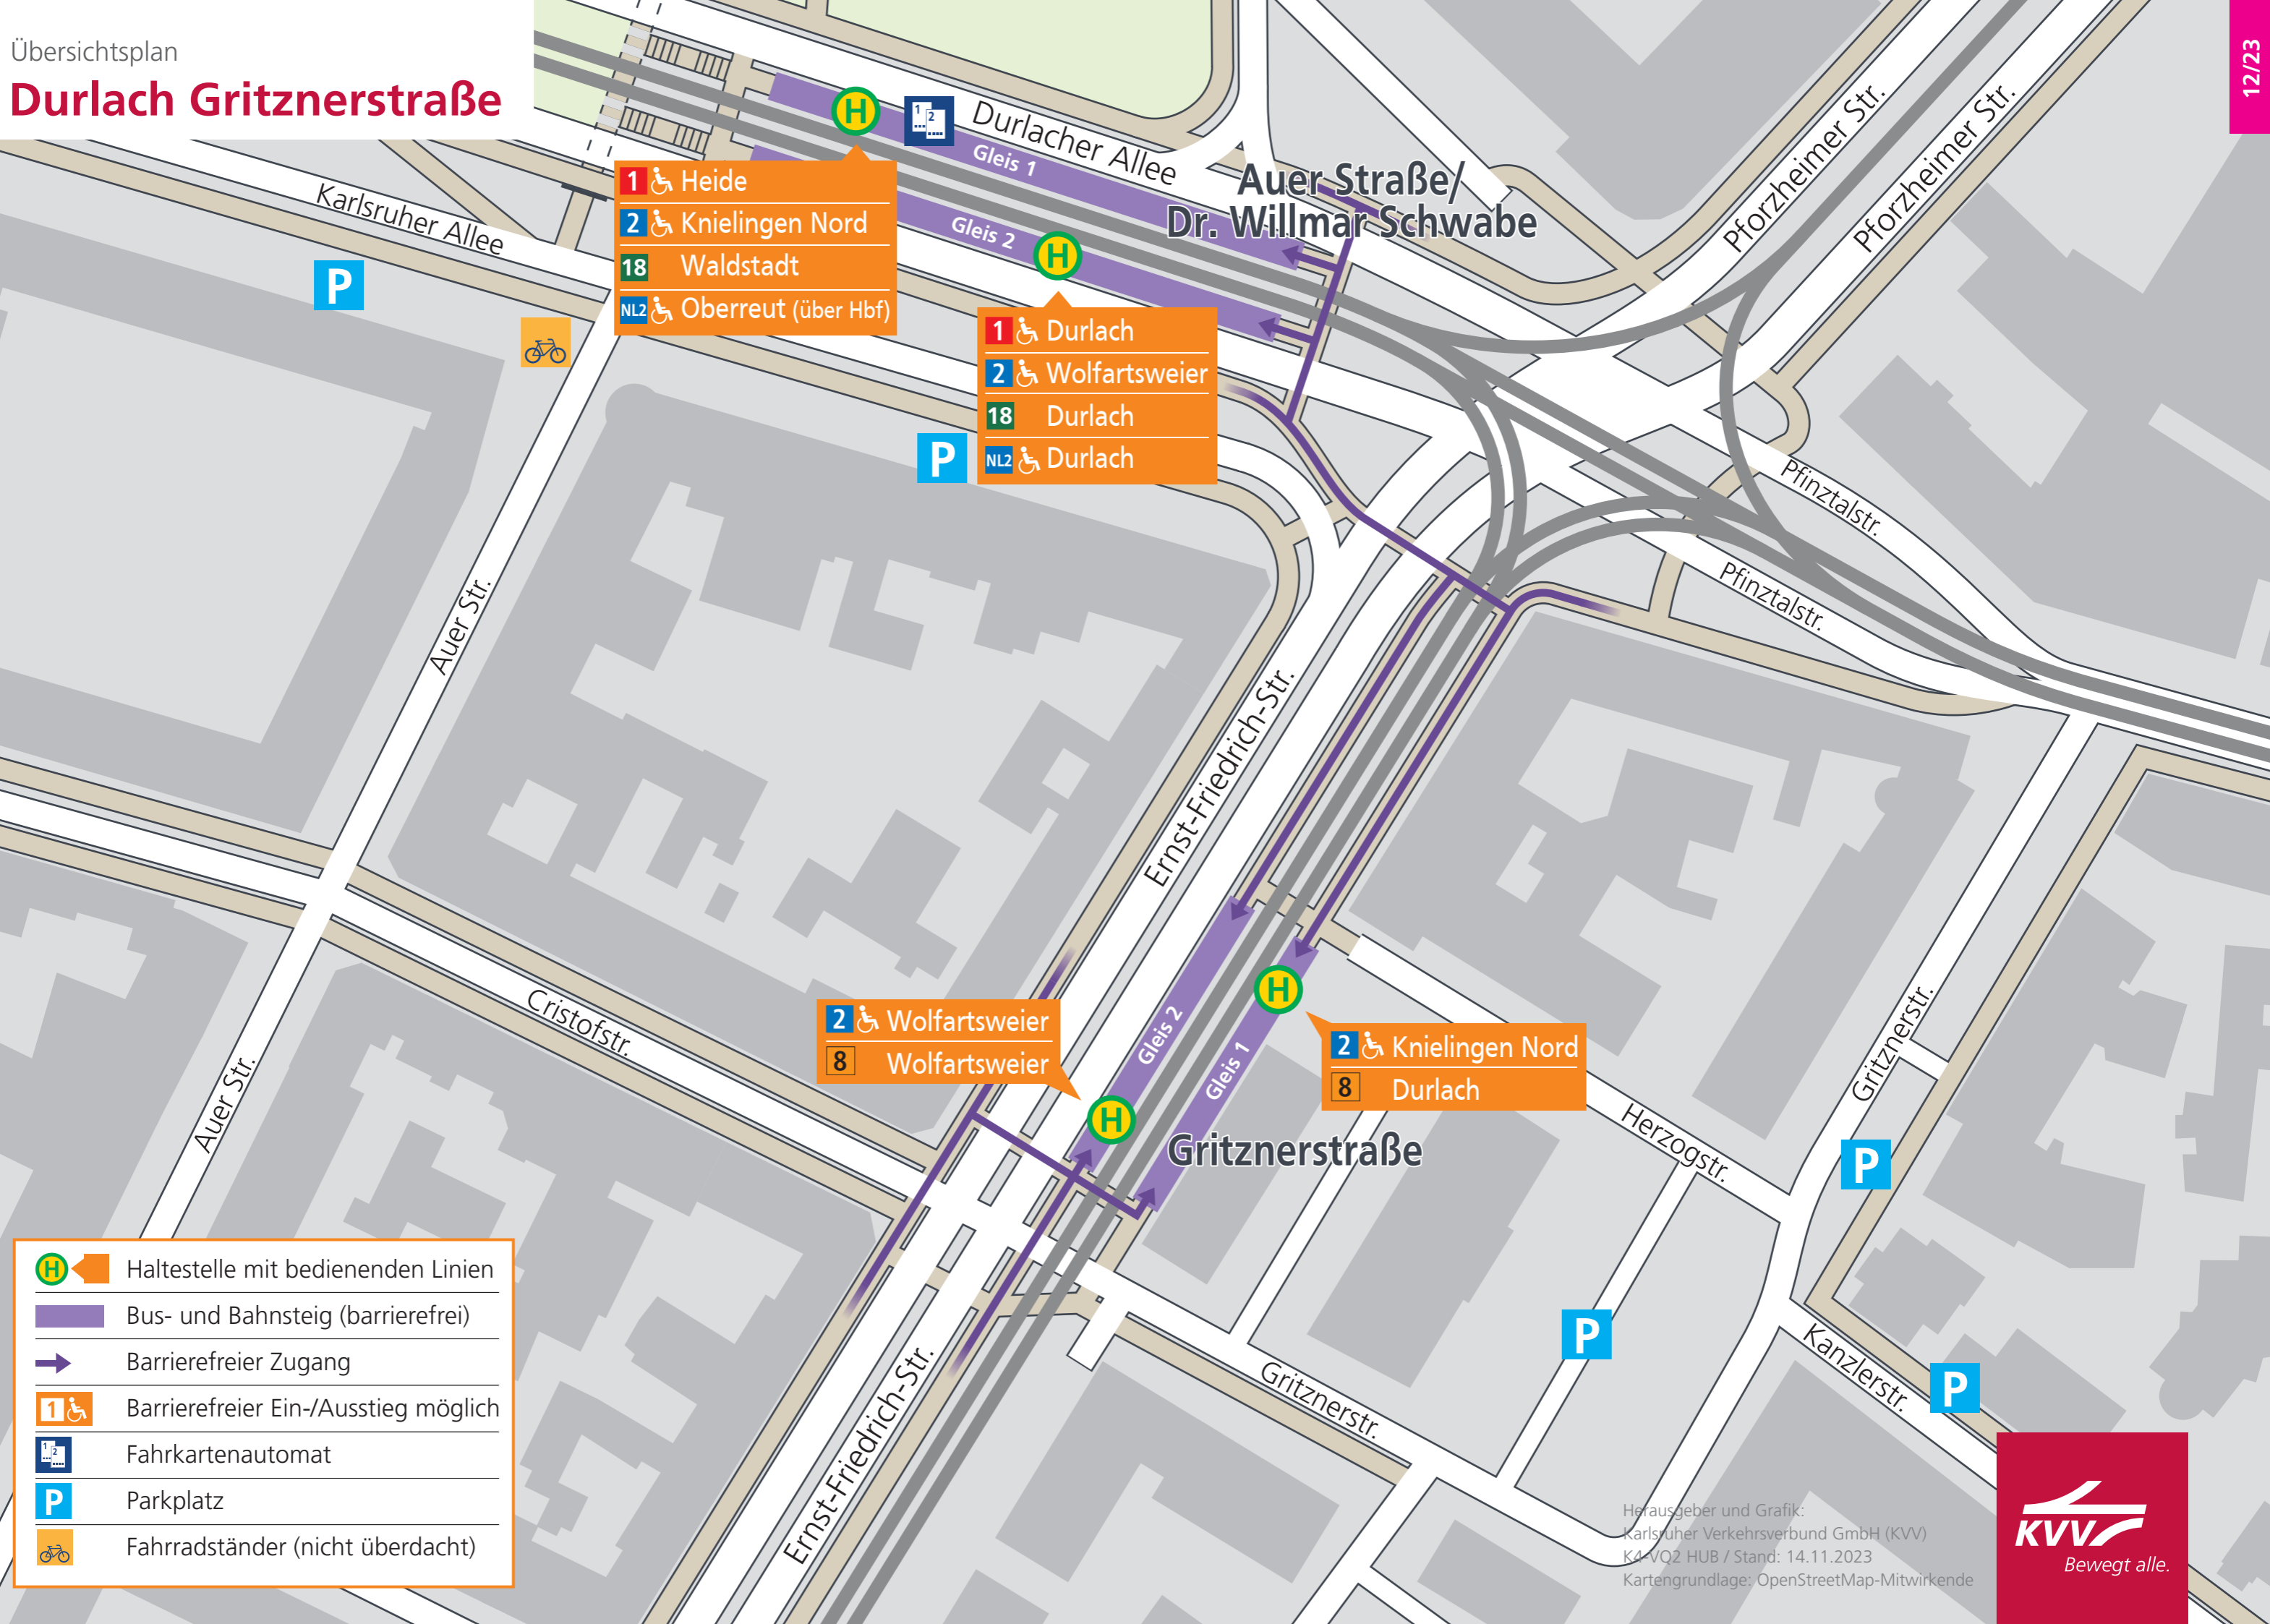 Übersichtsplan
Durlach Gritznerstraße
12/23
H
1 2
Durlacher Allee
Gleis 1
Gleis 2
H
Auer Straße/
Dr. Willmar Schwabe
Pforzheimer Str.
Pforzheimer Str.
Karlsruher Allee
P
1 Heide
2 Knielingen Nord
18 Waldstadt
NL2 Oberreut (über Hbf)
1 Durlach
2 Wolfartsweier
18 Durlach
NL2 Durlach
P
Pfinztalstr.
Pfinztalstr.
Auer Str.
Ernst-Friedrich-Str.
Cristofstr.
Auer Str.
2 Wolfartsweier
8 Wolfartsweier
H
Gleis 2
Gleis 1
H
2 Knielingen Nord
8 Durlach
Gritznerstraße
Herzogstr.
Gritznerstr.
P
P
Kanzlerstr.
P
Gritznerstr.
Ernst-Friedrich-Str.
H Haltestelle mit bedienenden Linien
Bus- und Bahnsteig (barrierefrei)
Barrierefreier Zugang
1 Barrierefreier Ein-/Ausstieg möglich
1 2 Fahrkartenautomat
P Parkplatz
Fahrradständer (nicht überdacht)
Herausgeber und Grafik:
Karlsruher Verkehrsverbund GmbH (KVV)
K4-VQ2 HUB / Stand: 14.11.2023
Kartengrundlage: OpenStreetMap-Mitwirkende
KVV
Bewegt alle.